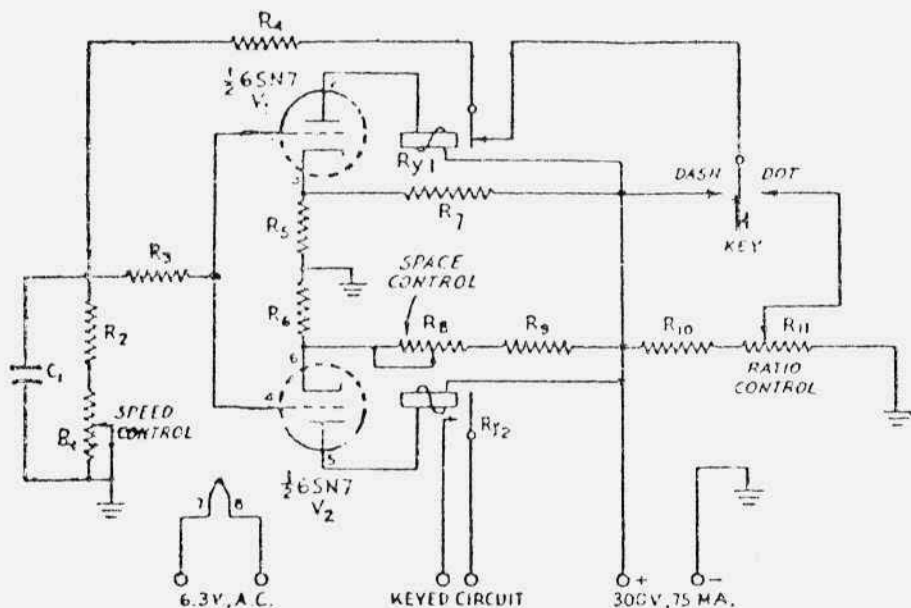 R4
½ 6SN7
V1
2
Ry1
3
R7
DASH
DOT
KEY
R3
R5
SPACE
CONTROL
R6
R8
R9
R10
R11
RATIO
CONTROL
R2
C1
SPEED
CONTROL
R1
6
4
5
Ry2
½ 6SN7
V2
7
8
6.3V, A.C.
KEYED CIRCUIT
+
-
300V, 75 MA.